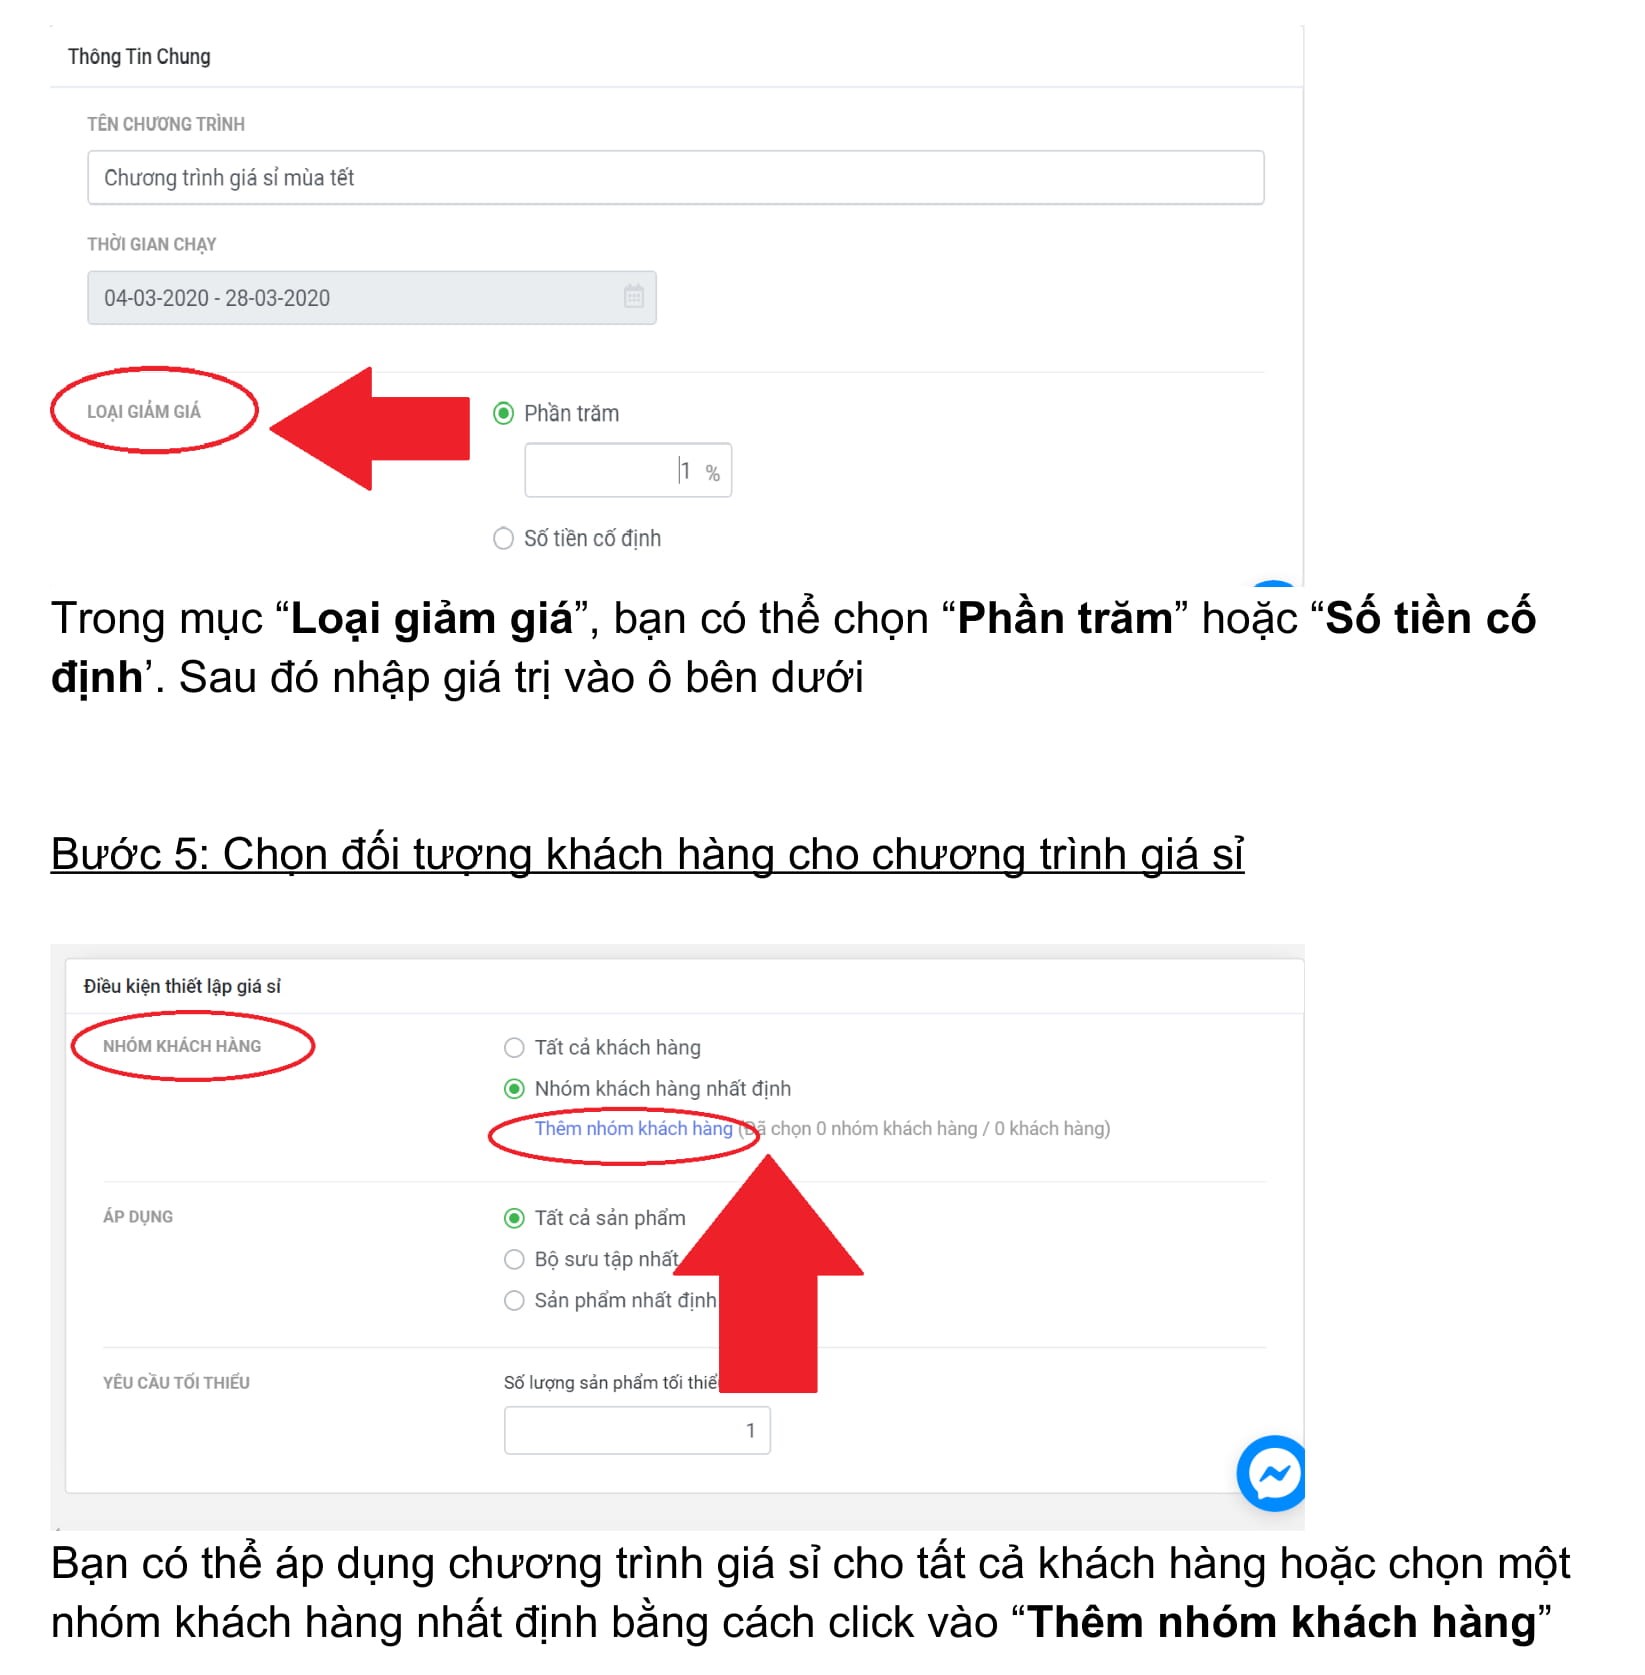 Thông Tin Chung
TÊN CHƯƠNG TRÌNH
Chương trình giá sỉ mùa tết
THỜI GIAN CHẠY
04-03-2020 - 28-03-2020
LOẠI GIẢM GIÁ
Phần trăm
1 %
Số tiền cố định
Trong mục “Loại giảm giá”, bạn có thể chọn “Phần trăm” hoặc “Số tiền cố
định’. Sau đó nhập giá trị vào ô bên dưới
Bước 5: Chọn đối tượng khách hàng cho chương trình giá sỉ
Điều kiện thiết lập giá sỉ
NHÓM KHÁCH HÀNG
Tất cả khách hàng
Nhóm khách hàng nhất định
Thêm nhóm khách hàng (Đã chọn 0 nhóm khách hàng / 0 khách hàng)
ÁP DỤNG
Tất cả sản phẩm
Bộ sưu tập nhất
Sản phẩm nhất định
YÊU CẦU TỐI THIỂU
Số lượng sản phẩm tối
1
Bạn có thể áp dụng chương trình giá sỉ cho tất cả khách hàng hoặc chọn một
nhóm khách hàng nhất định bằng cách click vào “Thêm nhóm khách hàng”